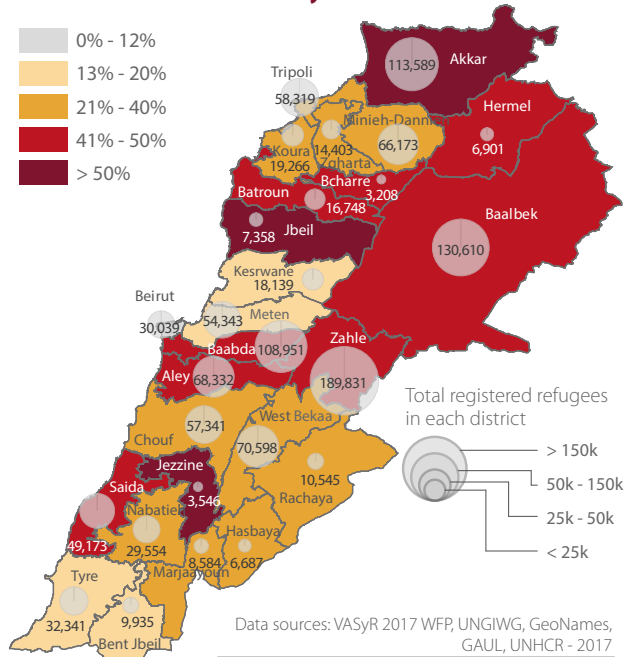 0% - 12%
13% - 20%
21% - 40%
41% - 50%
> 50%
Akkar
113,589
Tripoli
58,319
Hermel
6,901
Minieh-Danni
66,173
14,403
Zgharta
Koura
19,266
Bcharre
3,208
Batroun
16,748
Baalbek
130,610
Jbeil
7,358
Kesrwane
18,139
Beirut
30,039
Meten
54,343
Baabda
108,951
Zahle
189,831
Aley
68,332
Total registered refugees
in each district
> 150k
50k - 150k
25k - 50k
< 25k
Chouf
57,341
West Bekaa
70,598
Jezzine
3,546
10,545
Rachaya
Saida
49,173
Nabatieh
29,554
Hasbaya
6,687
8,584
Marjaayoun
Tyre
32,341
9,935
Bent Jbeil
Data sources: VASyR 2017 WFP, UNGIWG, GeoNames,
GAUL, UNHCR - 2017